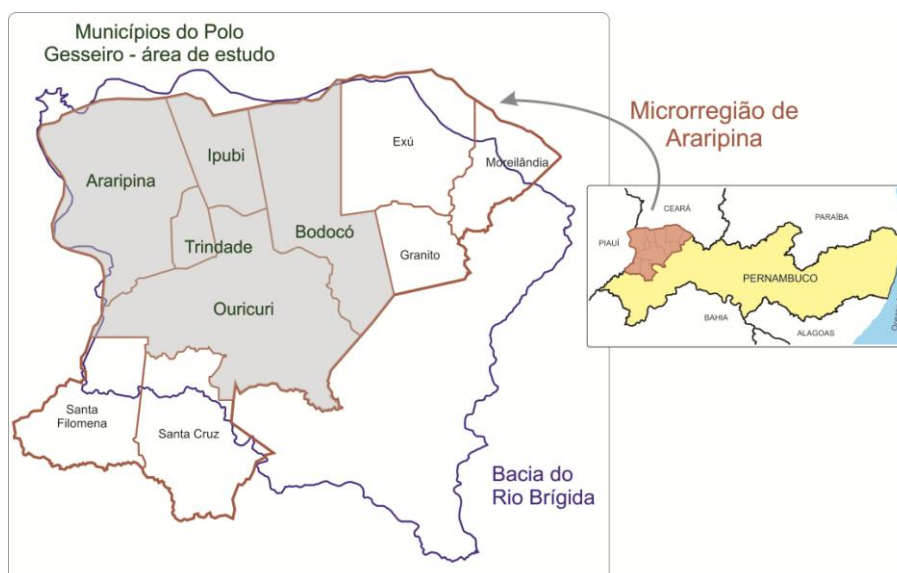 Municípios do Polo
Gesseiro - área de estudo
Microrregião de
Araripina
Ipubi
Exú
Moreilândia
Araripina
Trindade
Bodocó
Granito
Ouricuri
Santa
Filomena
Santa Cruz
Bacia do
Rio Brígida
CEARÁ
PARAÍBA
PIAUÍ
PERNAMBUCO
BAHIA
ALAGOAS